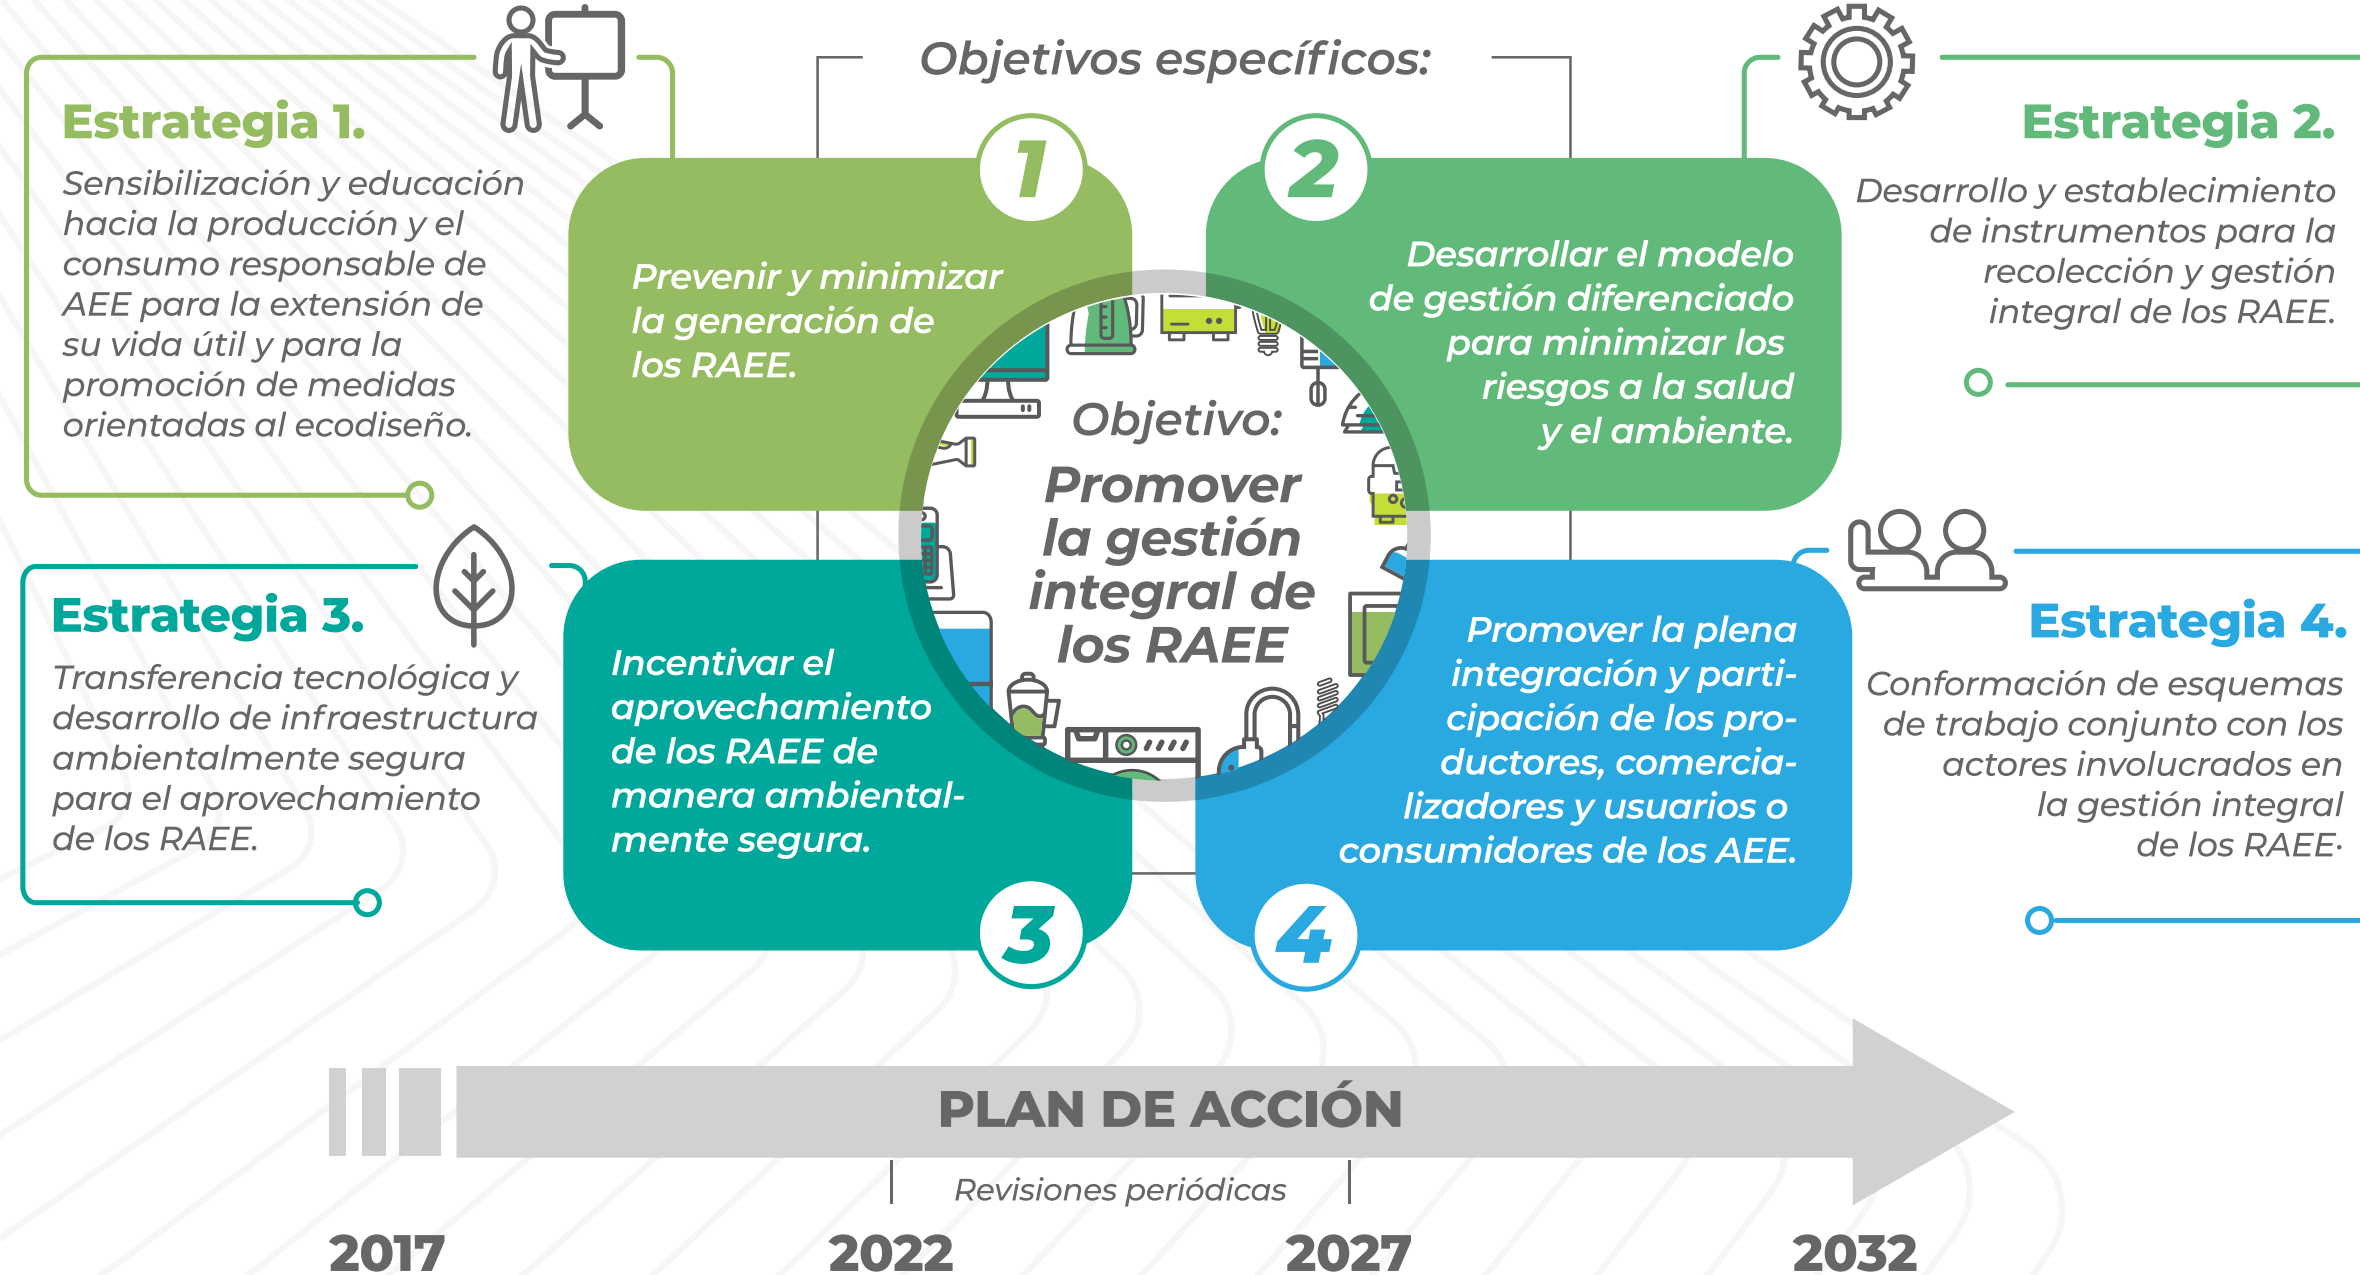 Objetivos específicos:
Estrategia 1.
Sensibilización y educación
hacia la producción y el
consumo responsable de
AEE para la extensión de
su vida útil y para la
promoción de medidas
orientadas al ecodiseño.
1
Prevenir y minimizar
la generación de
los RAEE.
2
Desarrollar el modelo
de gestión diferenciado
para minimizar los
riesgos a la salud
y el ambiente.
Estrategia 2.
Desarrollo y establecimiento
de instrumentos para la
recolección y gestión
integral de los RAEE.
Objetivo:
Promover
la gestión
integral de
los RAEE
Estrategia 3.
Transferencia tecnológica y
desarrollo de infraestructura
ambientalmente segura
para el aprovechamiento
de los RAEE.
Incentivar el
aprovechamiento
de los RAEE de
manera ambiental-
mente segura.
3
Promover la plena
integración y parti-
cipación de los pro-
ductores, comercia-
lizadores y usuarios o
consumidores de los AEE.
4
Estrategia 4.
Conformación de esquemas
de trabajo conjunto con los
actores involucrados en
la gestión integral
de los RAEE·
PLAN DE ACCIÓN
Revisiones periódicas
2017
2022
2027
2032